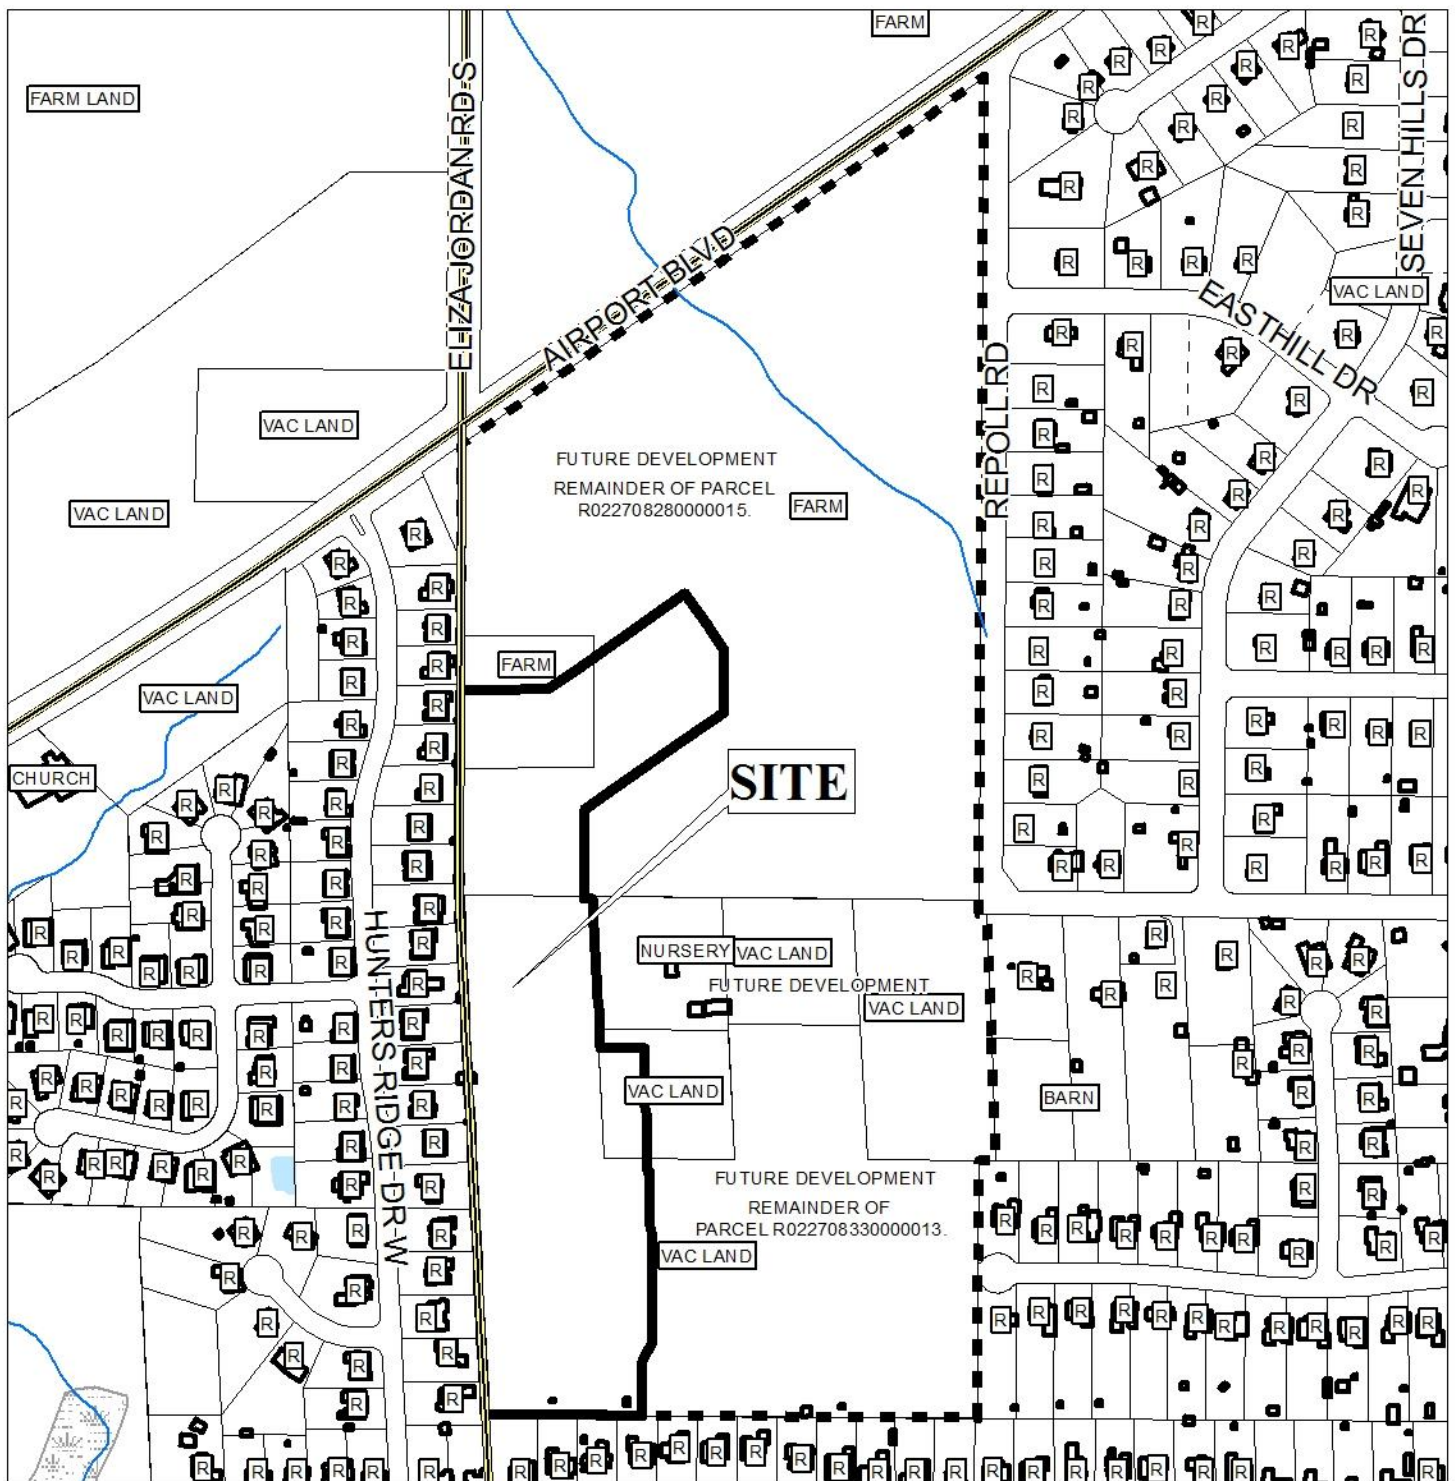 FARM
FARM LAND
ELIZA JORDAN RD S
SEVEN HILLS DR
AIRPORT BLVD
VAC LAND
EASTHILL DR
REPOLL RD
VAC LAND
FUTURE DEVELOPMENT
REMAINDER OF PARCEL
R022708280000015.
FARM
VAC LAND
FARM
VAC LAND
CHURCH
SITE
HUNTERS RIDGE DR W
NURSERY
VAC LAND
FUTURE DEVELOPMENT
VAC LAND
VAC LAND
BARN
FUTURE DEVELOPMENT
REMAINDER OF
PARCEL R022708330000013.
VAC LAND
R